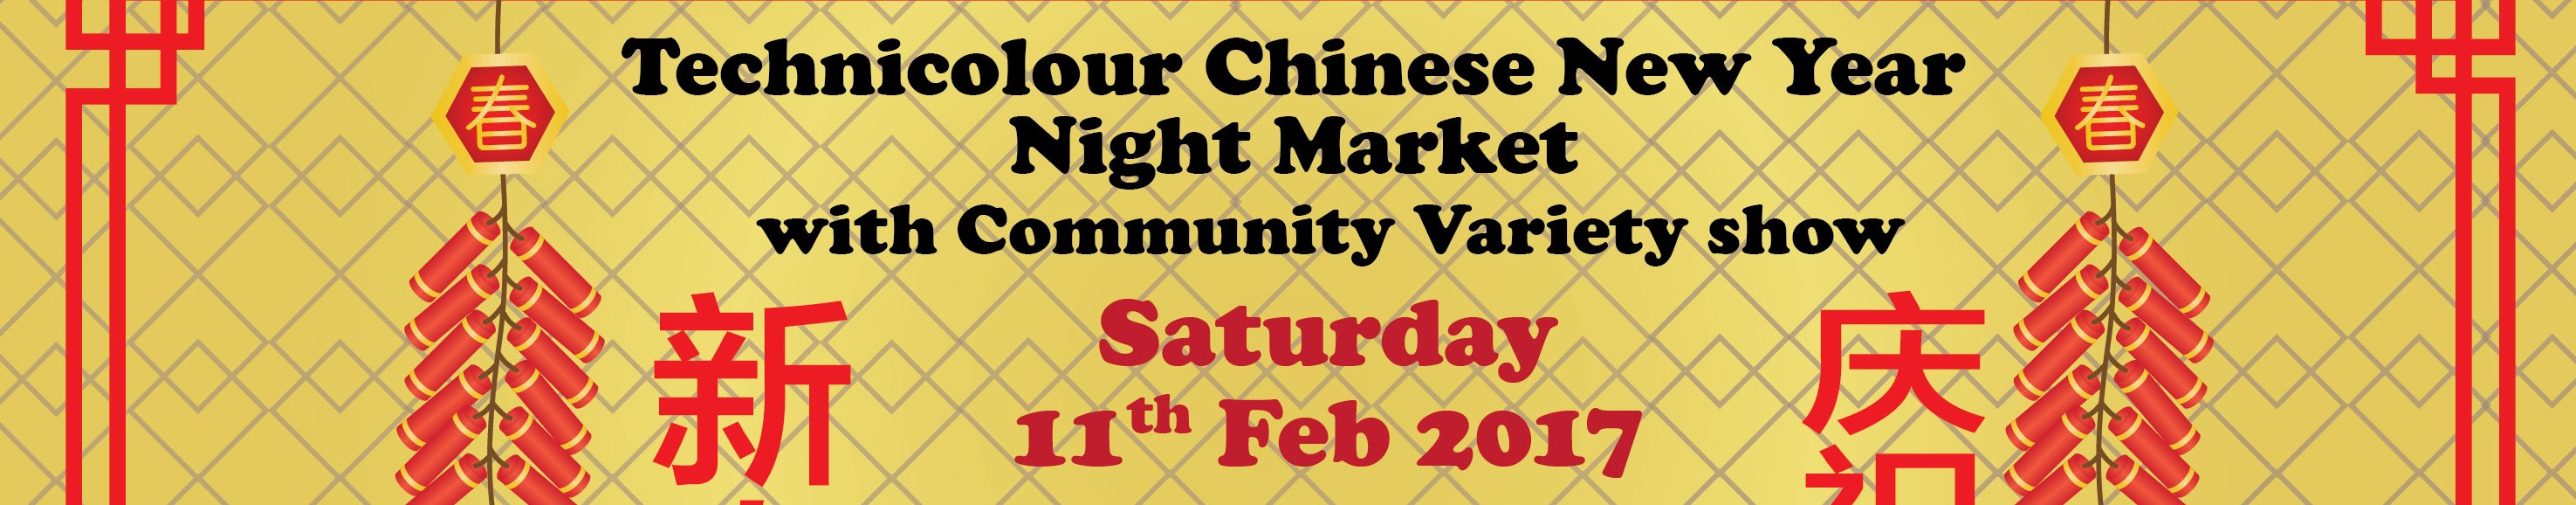 Technicolour Chinese New Year
Night Market
with Community Variety show
春
春
Saturday
11th Feb 2017
新
庆